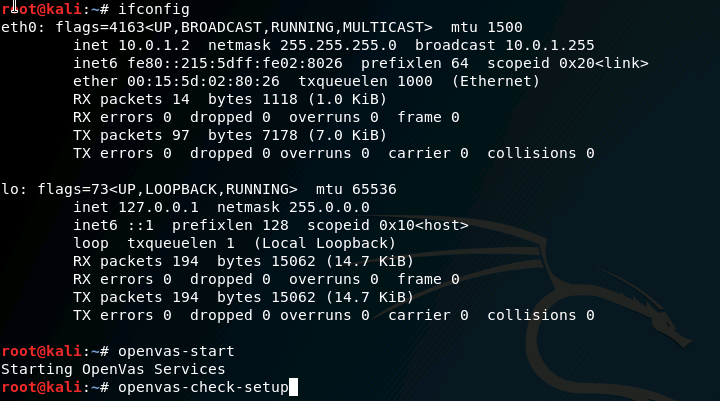 root@kali:~# ifconfig
eth0: flags=4163<UP,BROADCAST,RUNNING,MULTICAST>  mtu 1500
        inet 10.0.1.2  netmask 255.255.255.0  broadcast 10.0.1.255
        inet6 fe80::215:5dff:fe02:8026  prefixlen 64  scopeid 0x20<link>
        ether 00:15:5d:02:80:26  txqueuelen 1000  (Ethernet)
        RX packets 14  bytes 1118 (1.0 KiB)
        RX errors 0  dropped 0  overruns 0  frame 0
        TX packets 97  bytes 7178 (7.0 KiB)
        TX errors 0  dropped 0 overruns 0  carrier 0  collisions 0

lo: flags=73<UP,LOOPBACK,RUNNING>  mtu 65536
        inet 127.0.0.1  netmask 255.0.0.0
        inet6 ::1  prefixlen 128  scopeid 0x10<host>
        loop  txqueuelen 1  (Local Loopback)
        RX packets 194  bytes 15062 (14.7 KiB)
        RX errors 0  dropped 0  overruns 0  frame 0
        TX packets 194  bytes 15062 (14.7 KiB)
        TX errors 0  dropped 0 overruns 0  carrier 0  collisions 0

root@kali:~# openvas-start
Starting OpenVas Services
root@kali:~# openvas-check-setup